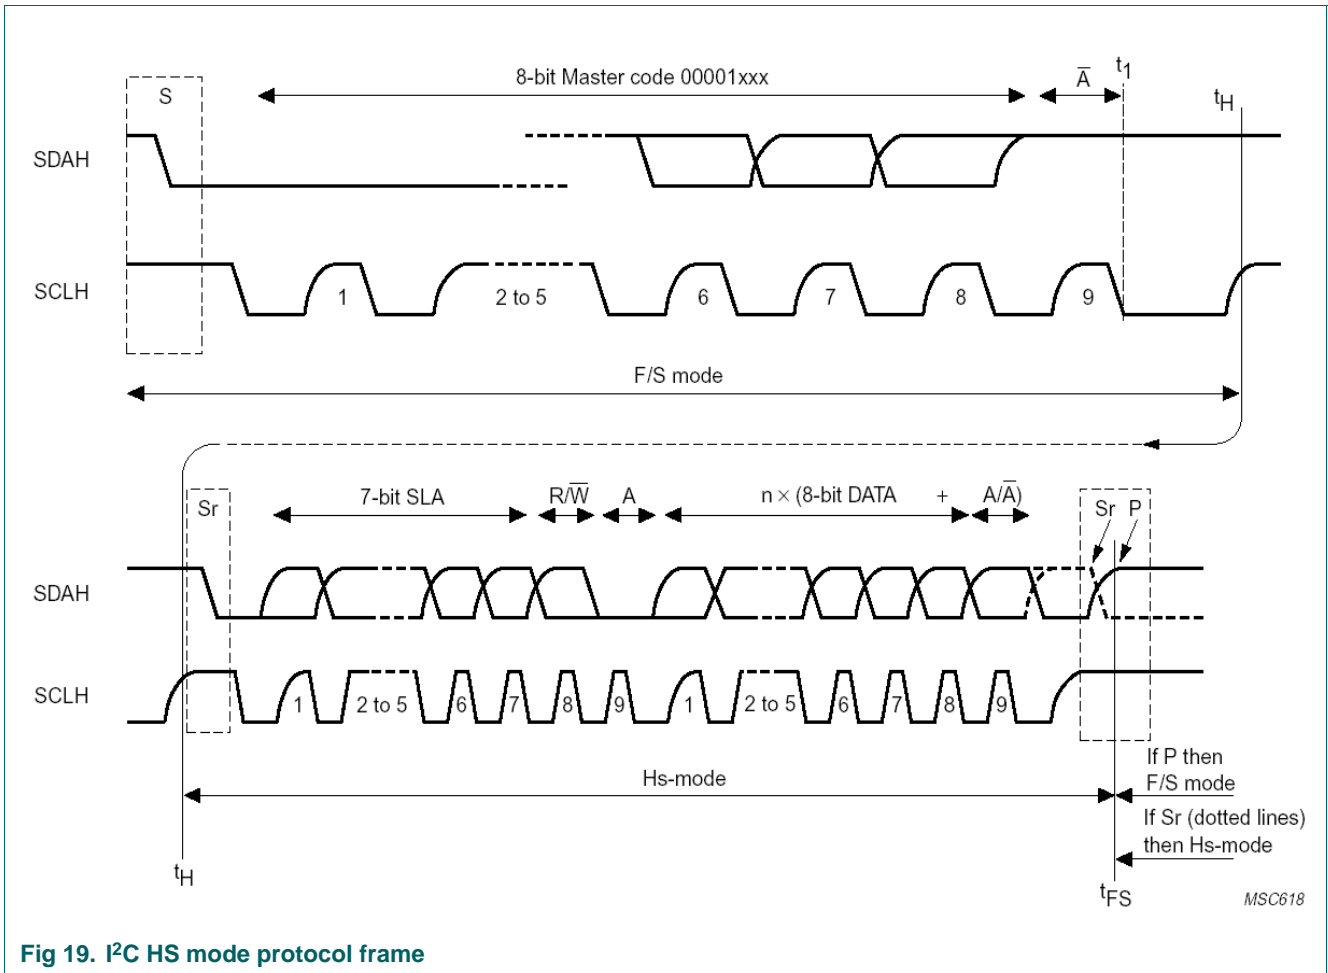 8-bit Master code 00001xxx
A̅
t1
S
tH
SDAH
SCLH
1
2 to 5
6
7
8
9
F/S mode
7-bit SLA
R/W̅
A
n × (8-bit DATA
+
A/A̅)
Sr
Sr P
SDAH
SCLH
1
2 to 5
6
7
8
9
1
2 to 5
6
7
8
9
If P then
F/S mode
Hs-mode
If Sr (dotted lines)
then Hs-mode
tH
tFS
MSC618
Fig 19. I²C HS mode protocol frame